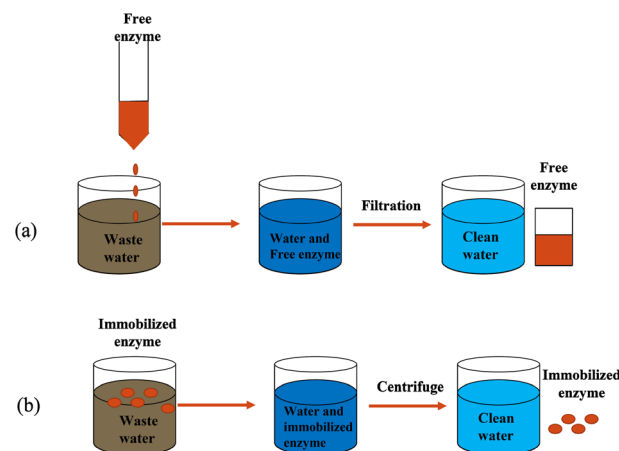 Free
enzyme
(a)
Waste
water
Water and
Free enzyme
Filtration
Clean
water
Free
enzyme
Immobilized
enzyme
(b)
Waste
water
Water and
immobilized
enzyme
Centrifuge
Clean
water
Immobilized
enzyme